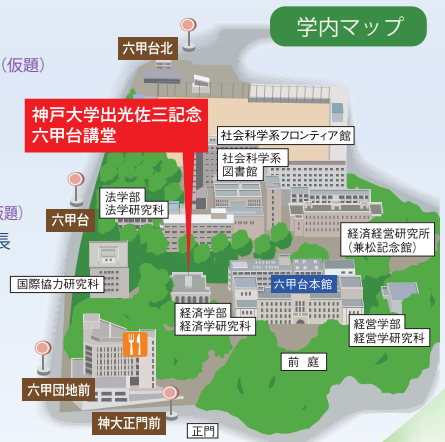 学内マップ
(仮題)
六甲台北
神戸大学出光佐三記念
六甲台講堂
社会科学系フロンティア館
社会科学系
図書館
法学部
法学研究科
題)
六甲台
長
経済経営研究所
(兼松記念館)
国際協力研究科
六甲台本館
経済学部
経済学研究科
経営学部
経営学研究科
前庭
六甲団地前
神大正門前
正門